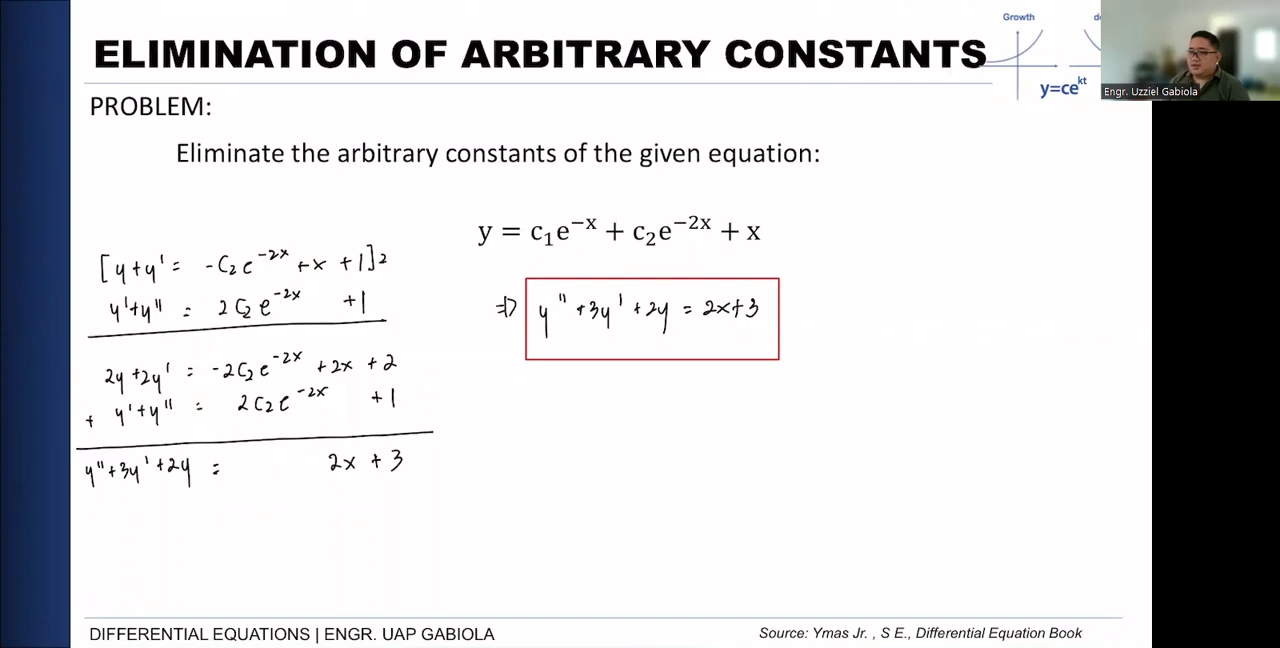 Growth
ELIMINATION OF ARBITRARY CONSTANTS
y=ce^kt
Engr. Uzziel Gabiola
PROBLEM:
Eliminate the arbitrary constants of the given equation:
y = c₁e⁻ˣ + c₂e⁻²ˣ + x
[y+y' = -C₂e⁻²ˣ +x +1]2
y'+y'' = 2C₂e⁻²ˣ +1
2y+2y' = -2C₂e⁻²ˣ +2x +2
+ y'+y'' = 2C₂e⁻²ˣ +1
y''+3y'+2y = 2x + 3
⇒ y'' +3y' +2y = 2x+3
DIFFERENTIAL EQUATIONS | ENGR. UAP GABIOLA
Source: Ymas Jr. , S E., Differential Equation Book